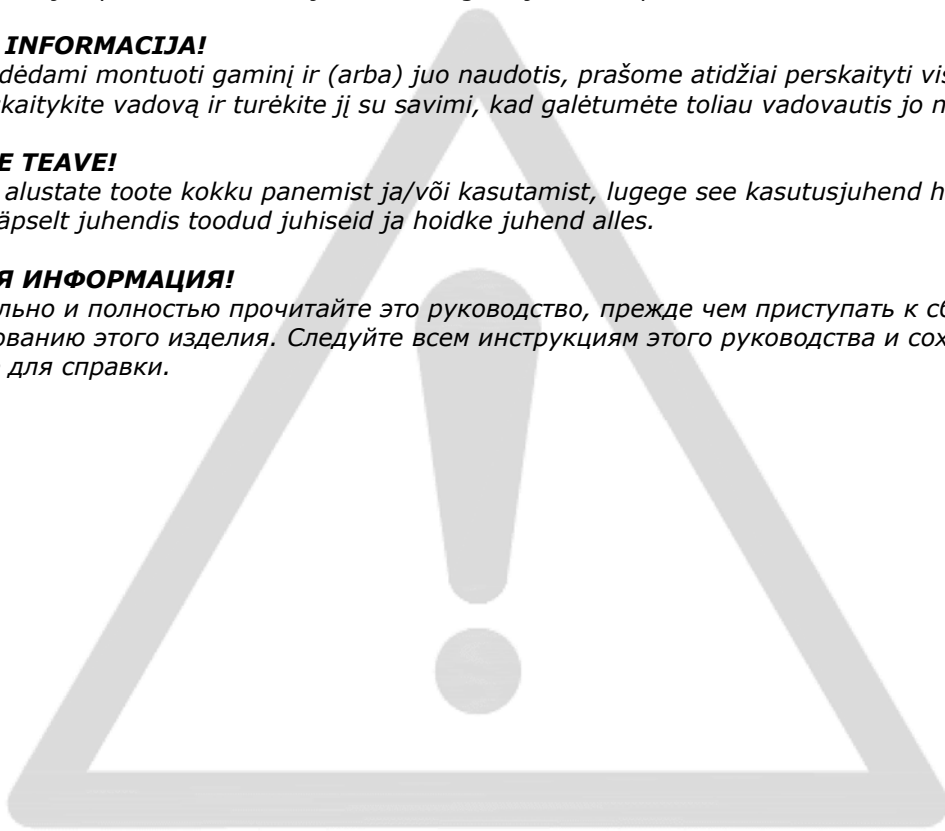 INFORMACIJA!
dėdami montuoti gaminį ir (arba) juo naudotis, prašome atidžiai perskaityti vis
kaitykite vadovą ir turėkite jį su savimi, kad galėtumėte toliau vadovautis jo n
E TEAVE!
alustate toote kokku panemist ja/või kasutamist, lugege see kasutusjuhend h
äpselt juhendis toodud juhiseid ja hoidke juhend alles.
Я ИНФОРМАЦИЯ!
льно и полностью прочитайте это руководство, прежде чем приступать к сб
ованию этого изделия. Следуйте всем инструкциям этого руководства и сох
для справки.